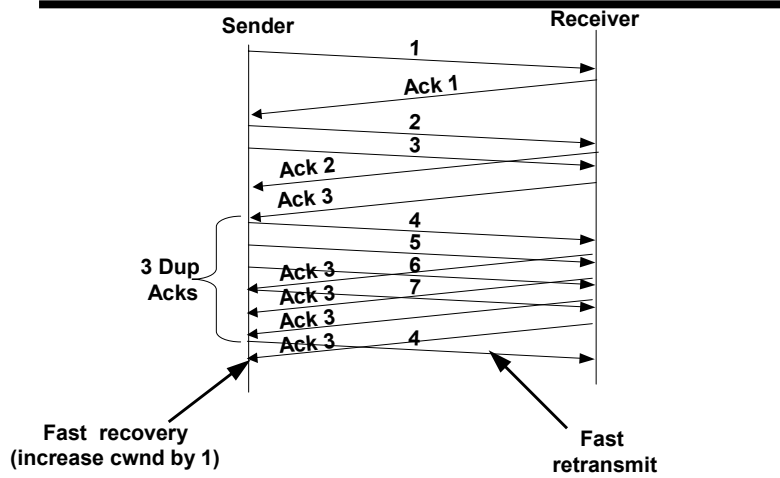 Sender
Receiver
1
Ack 1
2
3
Ack 2
Ack 3
4
5
3 Dup
Acks
Ack 3
6
Ack 3
7
Ack 3
Ack 3
4
Fast recovery
(increase cwnd by 1)
Fast
retransmit